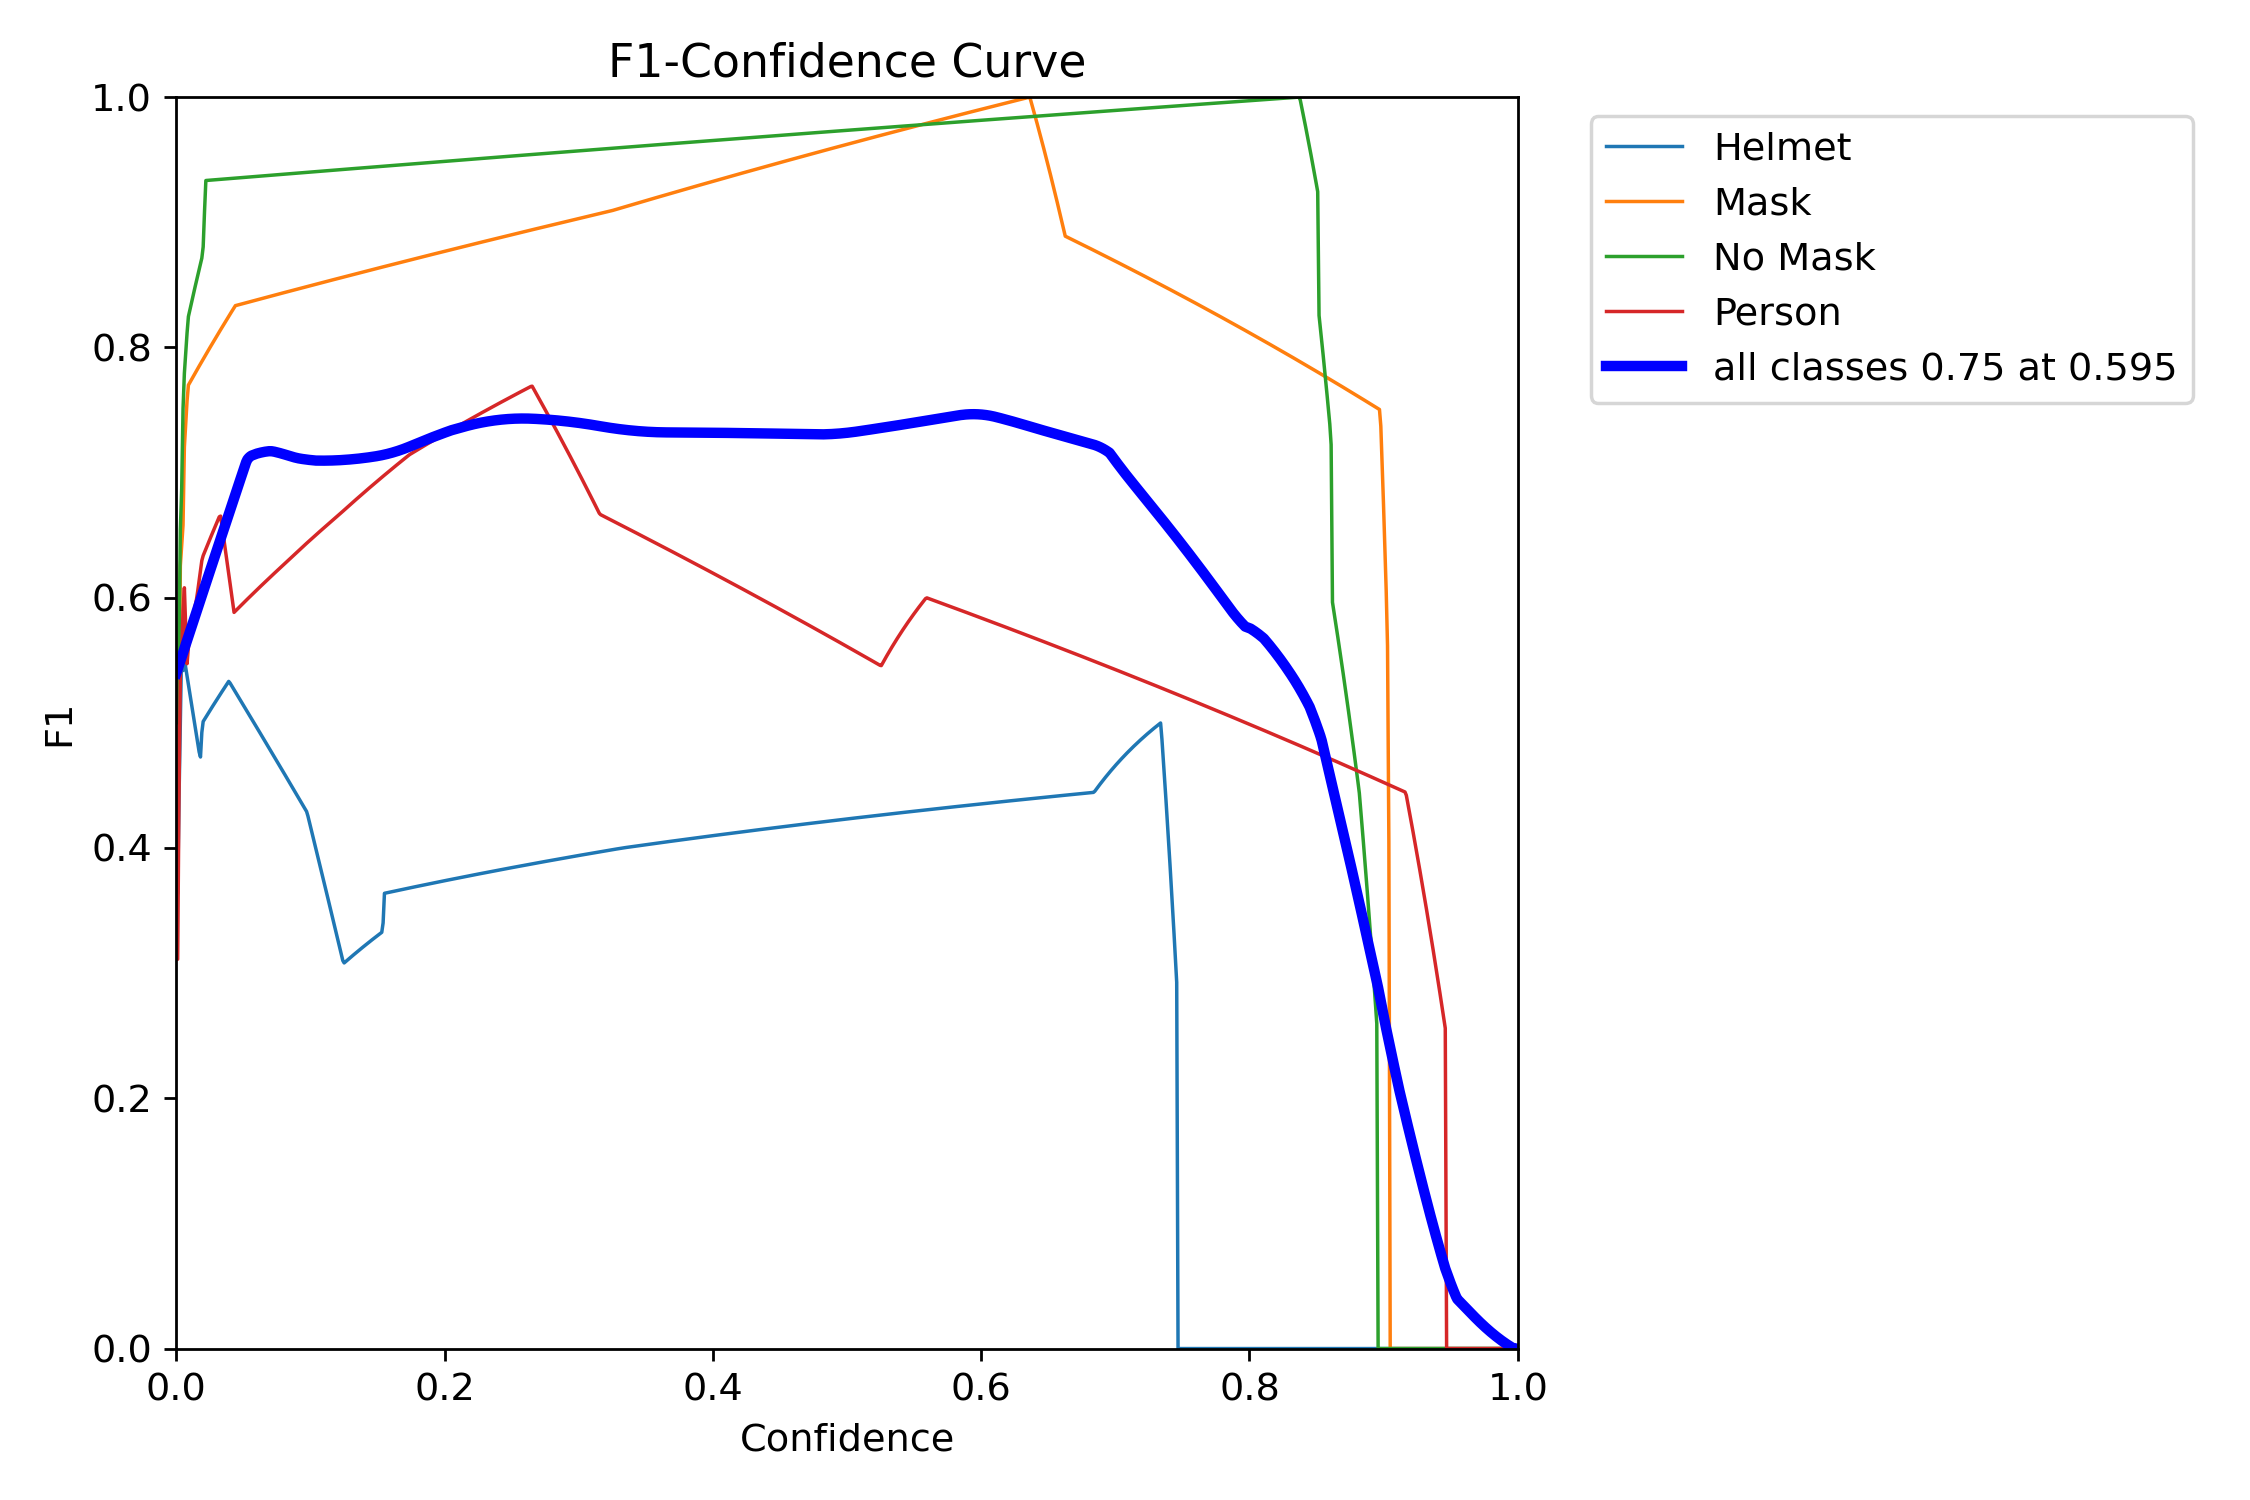 F1-Confidence Curve
1.0
0.8
0.6
0.4
0.2
0.0
F1
0.0 0.2 0.4 0.6 0.8 1.0
Confidence
Helmet
Mask
No Mask
Person
all classes 0.75 at 0.595